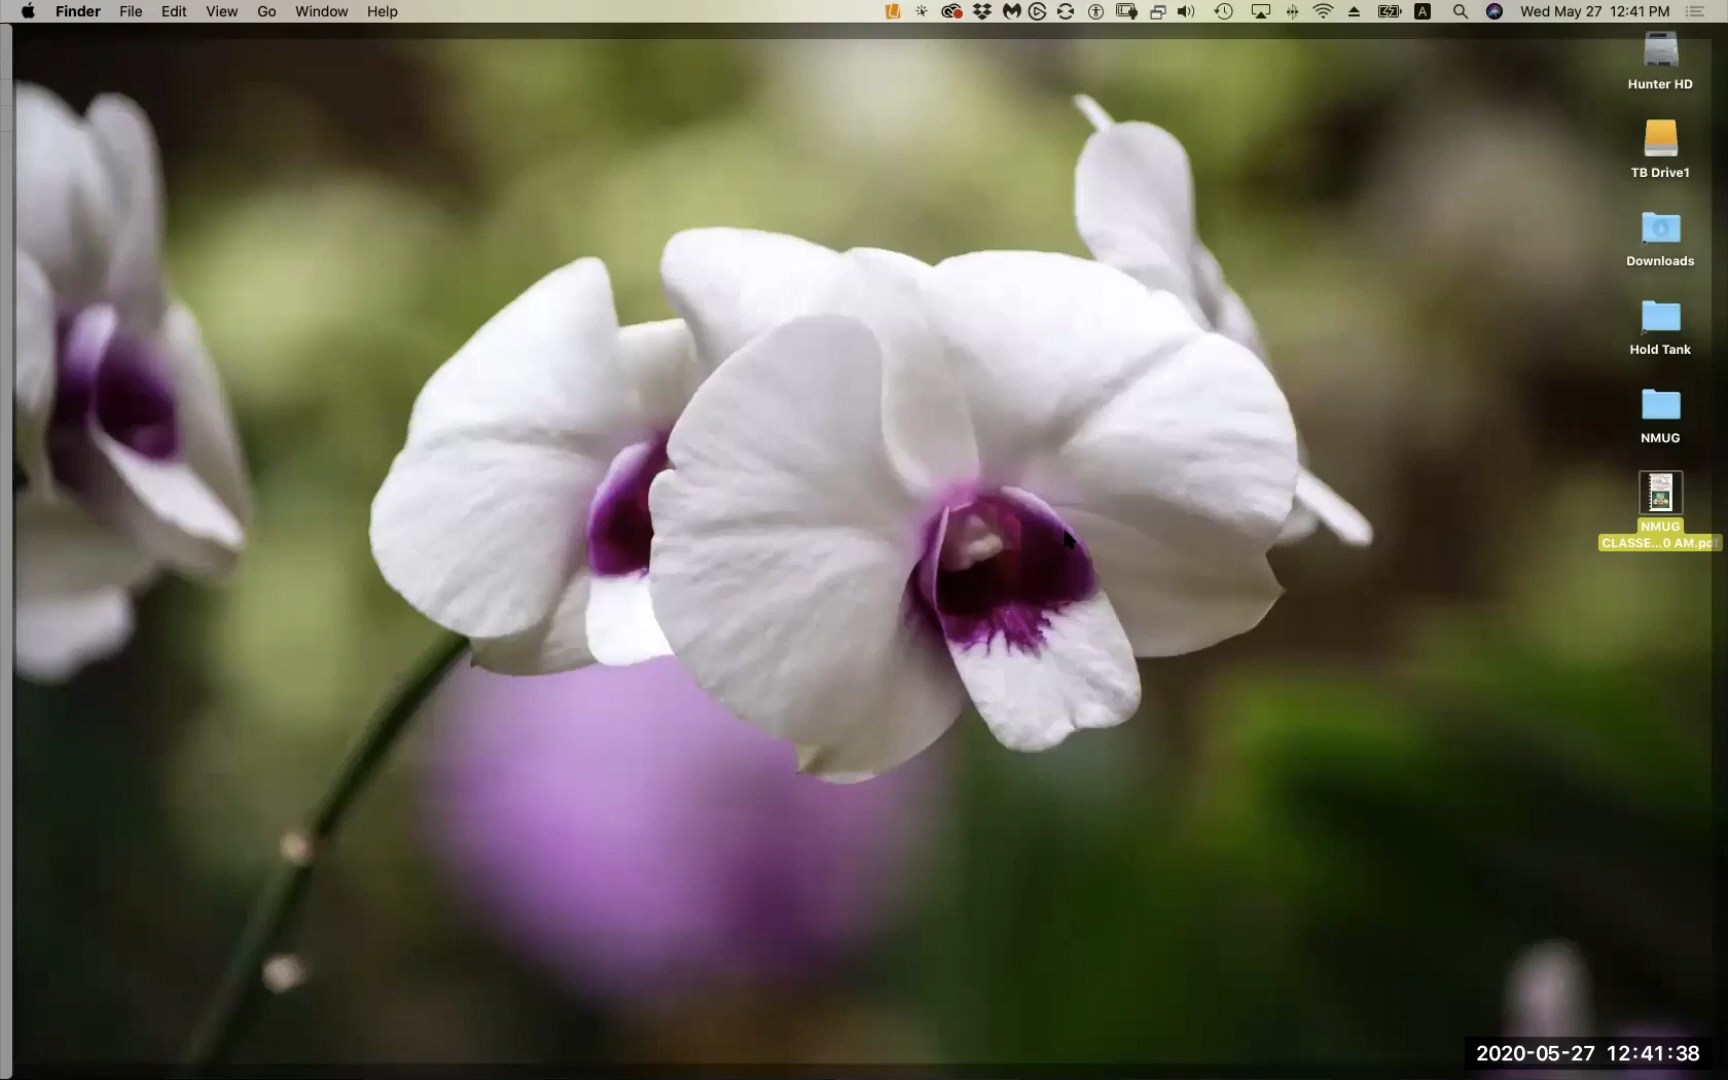 Finder File Edit View Go Window Help A Wed May 27 12:41 PM
Hunter HD
TB Drive1
Downloads
Hold Tank
NMUG
NMUG
CLASSE...0 AM.pdf
2020-05-27 12:41:38